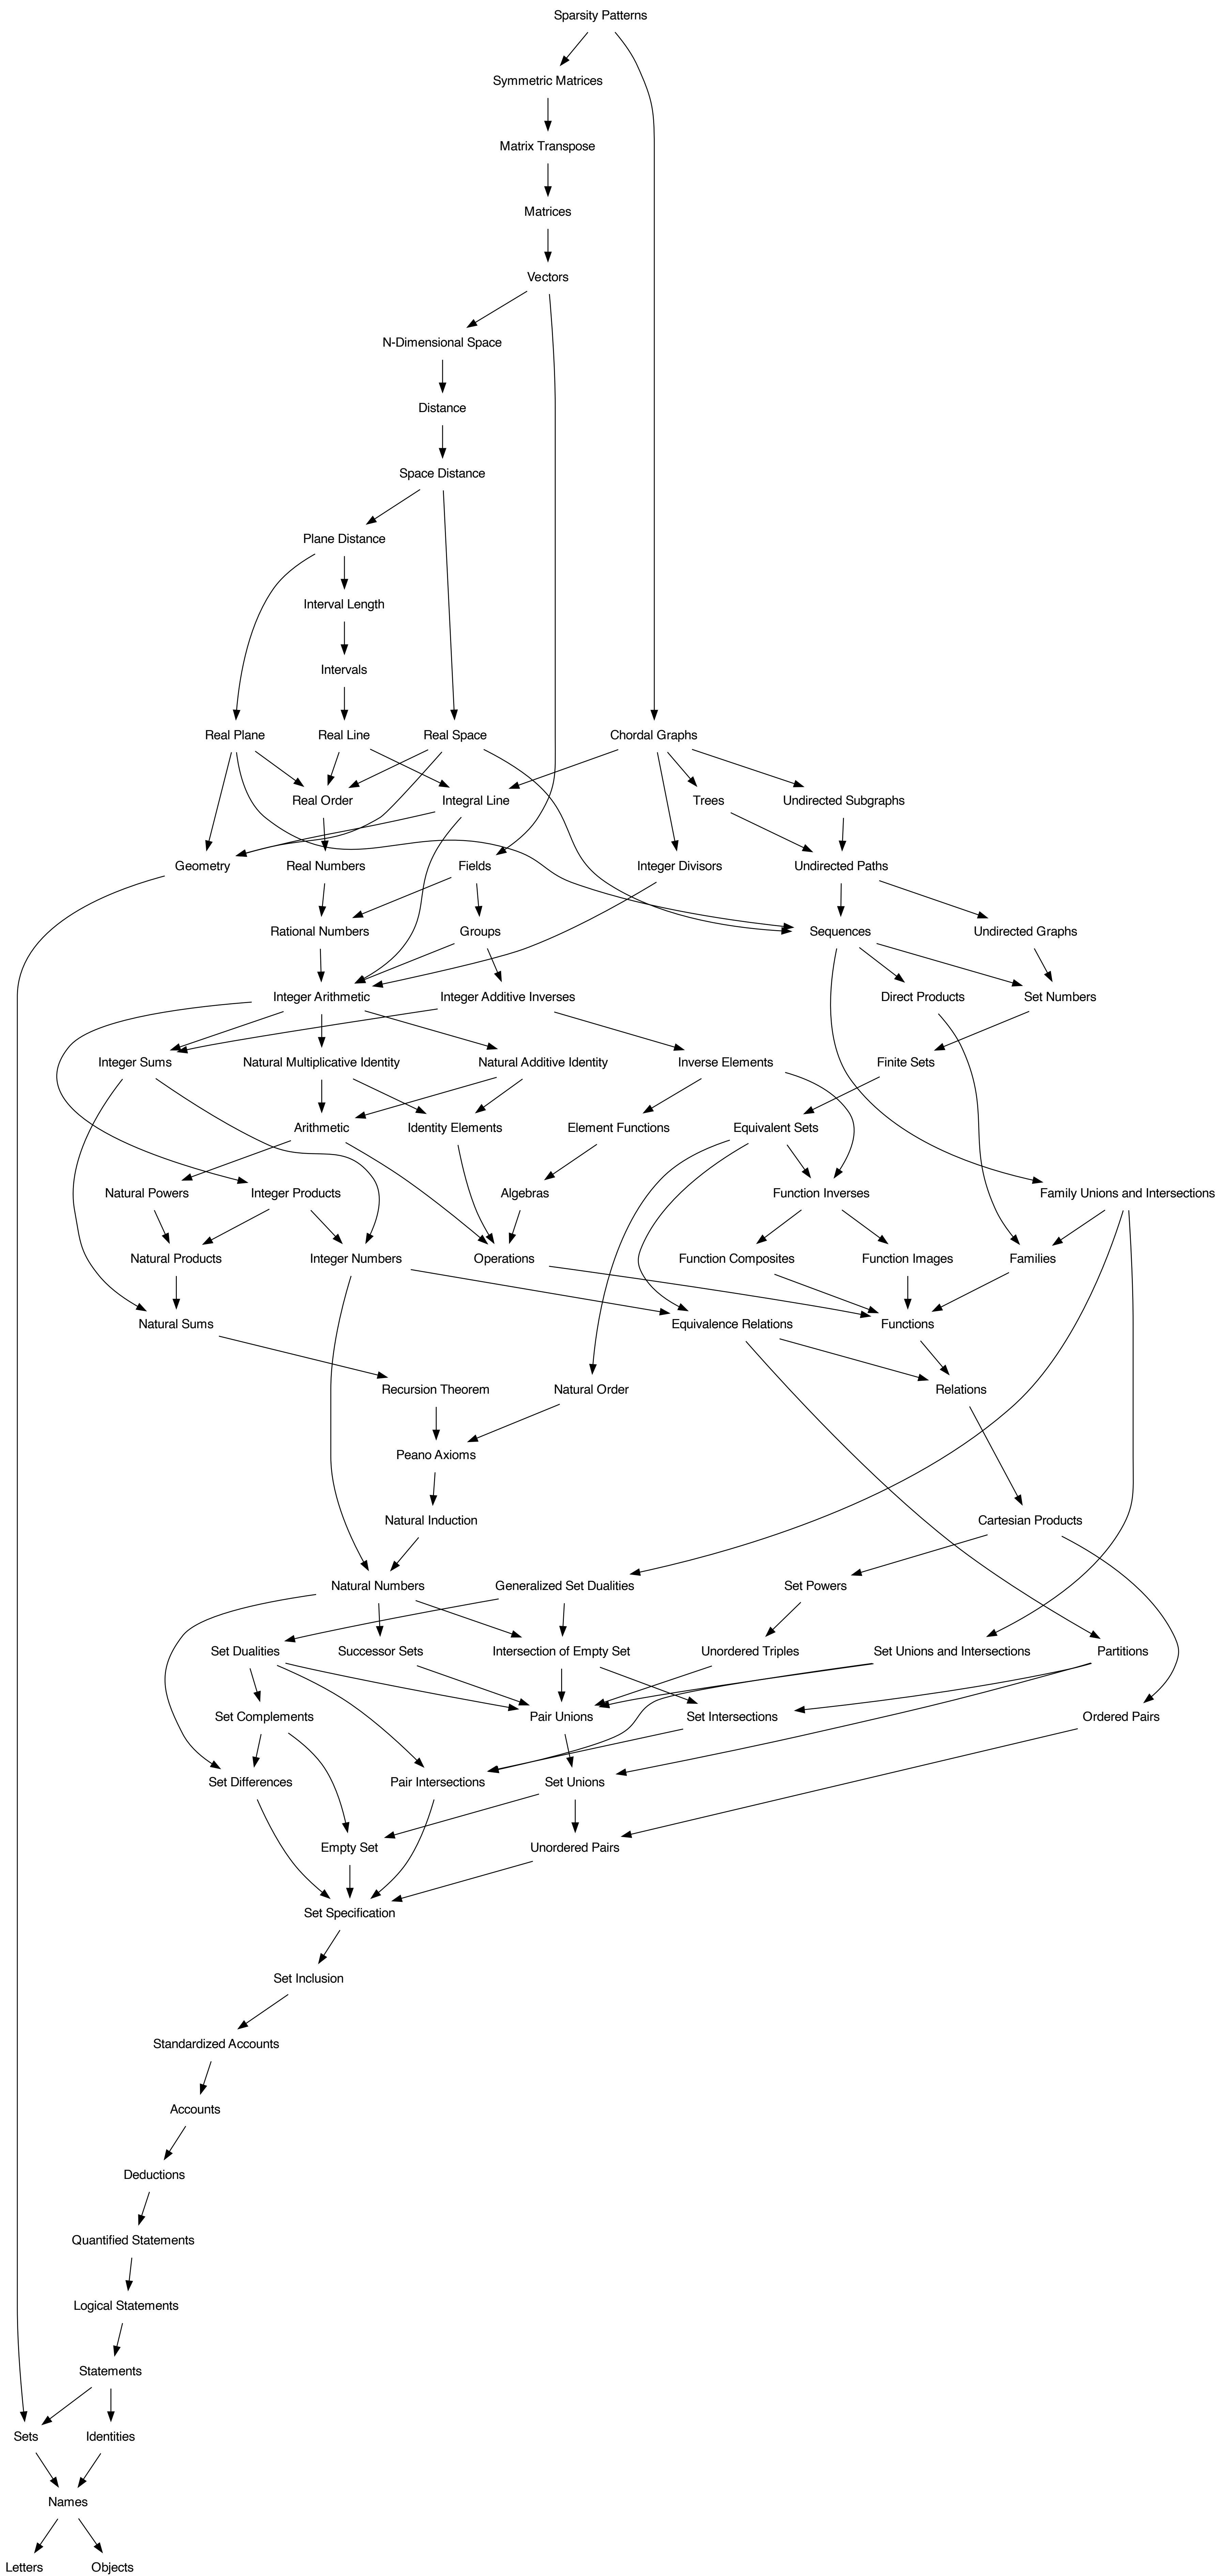 Sparsity Patterns
Symmetric Matrices
Matrix Transpose
Matrices
Vectors
N-Dimensional Space
Distance
Space Distance
Plane Distance
Interval Length
Intervals
Real Plane
Real Line
Real Space
Chordal Graphs
Real Order
Integral Line
Trees
Undirected Subgraphs
Geometry
Real Numbers
Fields
Integer Divisors
Undirected Paths
Rational Numbers
Groups
Sequences
Undirected Graphs
Integer Arithmetic
Integer Additive Inverses
Direct Products
Set Numbers
Integer Sums
Natural Multiplicative Identity
Natural Additive Identity
Inverse Elements
Finite Sets
Arithmetic
Identity Elements
Element Functions
Equivalent Sets
Natural Powers
Integer Products
Algebras
Function Inverses
Family Unions and Intersections
Natural Products
Integer Numbers
Operations
Function Composites
Function Images
Families
Natural Sums
Equivalence Relations
Functions
Recursion Theorem
Natural Order
Relations
Peano Axioms
Natural Induction
Cartesian Products
Natural Numbers
Generalized Set Dualities
Set Powers
Set Dualities
Successor Sets
Intersection of Empty Set
Unordered Triples
Set Unions and Intersections
Partitions
Set Complements
Pair Unions
Set Intersections
Ordered Pairs
Set Differences
Pair Intersections
Set Unions
Empty Set
Unordered Pairs
Set Specification
Set Inclusion
Standardized Accounts
Accounts
Deductions
Quantified Statements
Logical Statements
Statements
Sets
Identities
Names
Letters
Objects